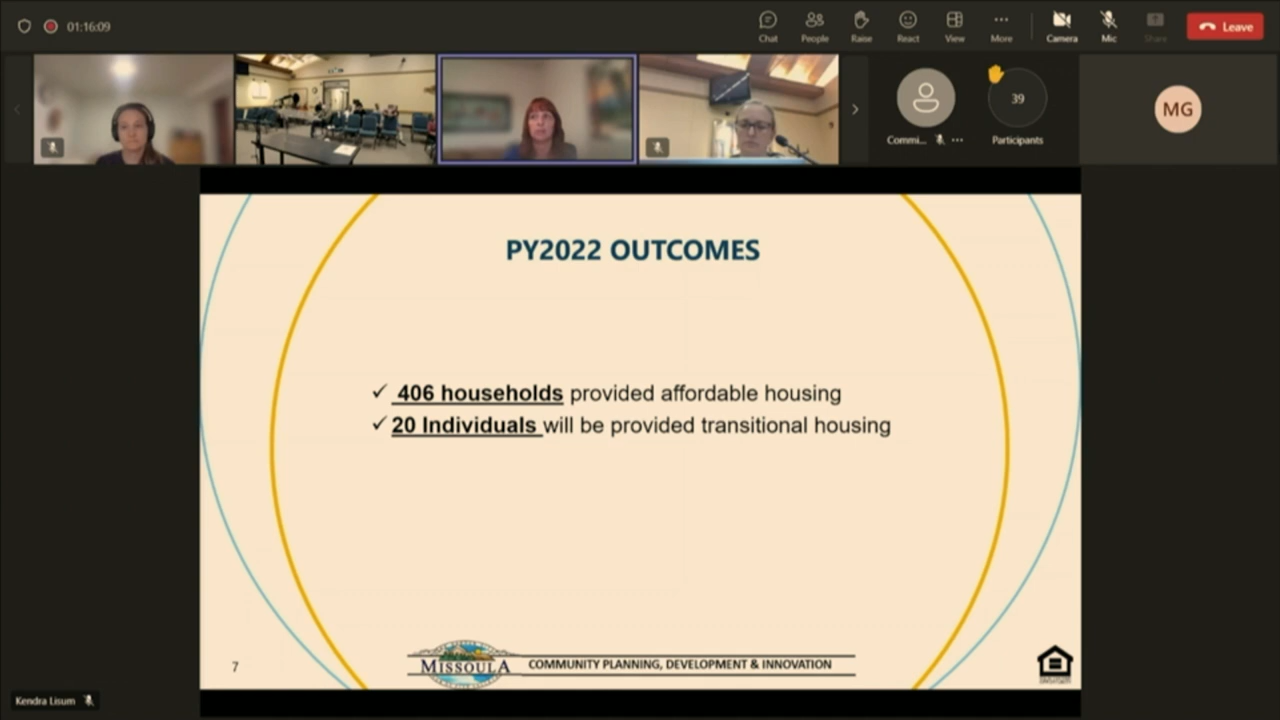 01:16:09
Chat
People
Raise
React
View
More
Camera
Mic
Share
Leave
Commi...
39
Participants
MG
PY2022 OUTCOMES
✓ 406 households provided affordable housing
✓ 20 Individuals will be provided transitional housing
7
MISSOULA
COMMUNITY PLANNING, DEVELOPMENT & INNOVATION
Kendra Lisum